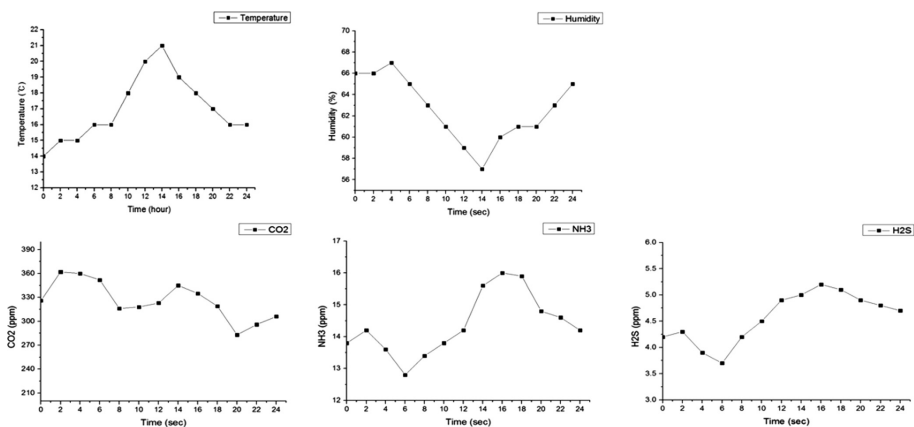 Temperature
Temperature (℃)
22
21
20
19
18
17
16
15
14
13
12
0 2 4 6 8 10 12 14 16 18 20 22 24
Time (hour)
Humidity
Humidity (%)
70
68
66
64
62
60
58
56
0 2 4 6 8 10 12 14 16 18 20 22 24
Time (sec)
CO2
CO2 (ppm)
390
360
330
300
270
240
210
0 2 4 6 8 10 12 14 16 18 20 22 24
Time (sec)
NH3
NH3 (ppm)
16
15
14
13
12
0 2 4 6 8 10 12 14 16 18 20 22 24
Time (sec)
H2S
H2S (ppm)
6.0
5.5
5.0
4.5
4.0
3.5
3.0
0 2 4 6 8 10 12 14 16 18 20 22 24
Time (sec)